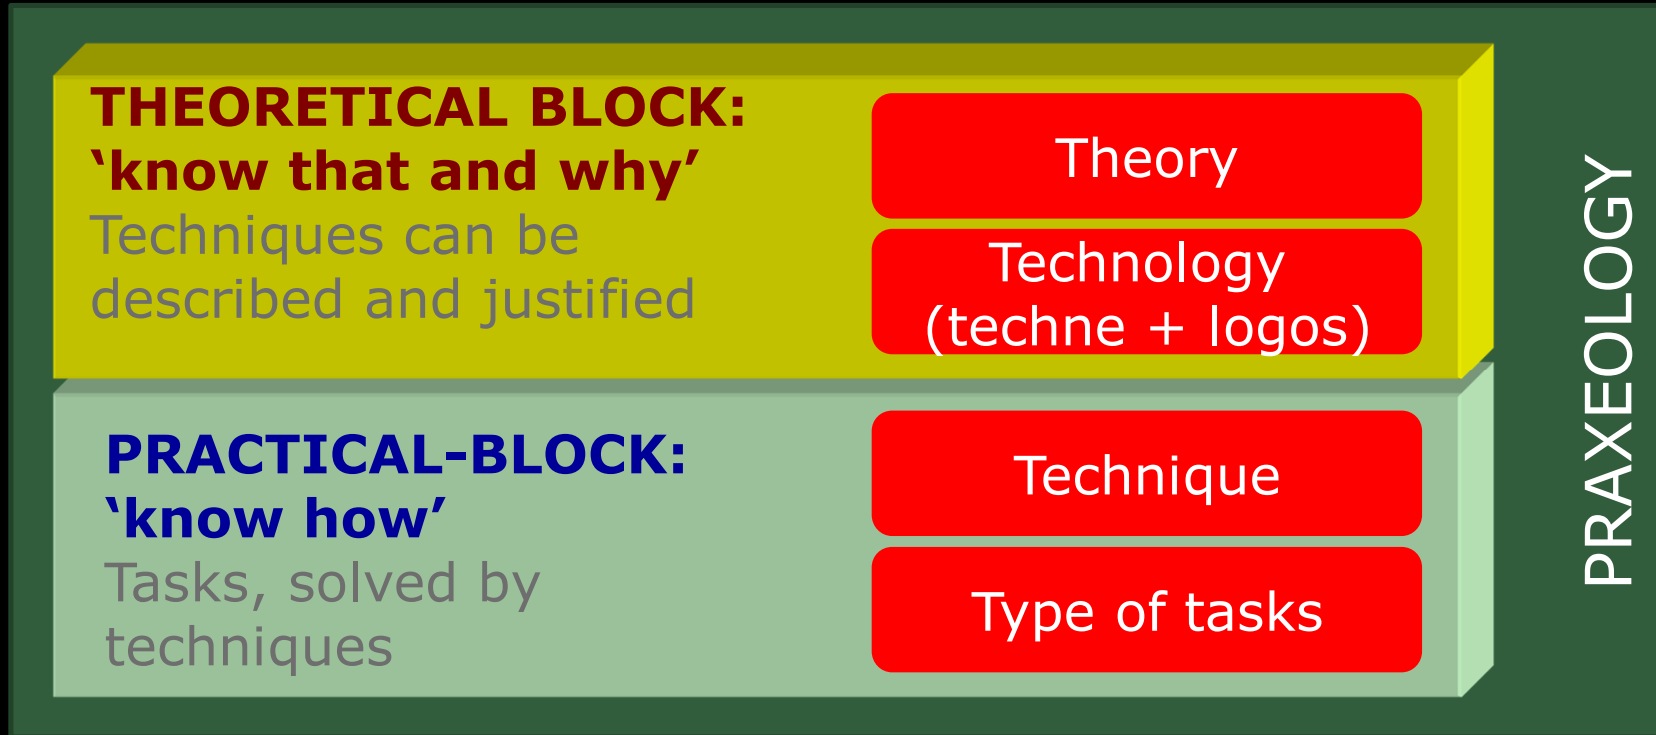 THEORETICAL BLOCK:
‘know that and why’
Techniques can be
described and justified
Theory
Technology
(techne + logos)
PRACTICAL-BLOCK:
‘know how’
Tasks, solved by
techniques
Technique
Type of tasks
PRAXEOLOGY